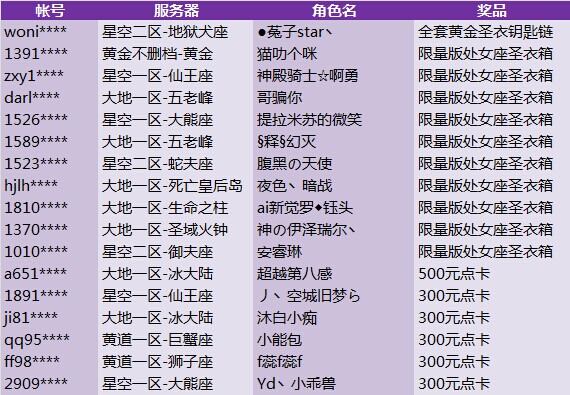 帐号 服务器 角色名 奖品
woni**** 星空二区-地狱犬座 ●菟子star丶 全套黄金圣衣钥匙链
1391**** 黄金不删档-黄金 猫叻个咪 限量版处女座圣衣箱
zxy1**** 星空一区-仙王座 神殿骑士☆啊勇 限量版处女座圣衣箱
darl**** 大地一区-五老峰 哥骗你 限量版处女座圣衣箱
1526**** 星空一区-大熊座 提拉米苏的微笑 限量版处女座圣衣箱
1589**** 大地一区-五老峰 §释§幻灭 限量版处女座圣衣箱
1523**** 星空二区-蛇夫座 腹黑の天使 限量版处女座圣衣箱
hjlh**** 大地一区-死亡皇后岛 夜色丶暗战 限量版处女座圣衣箱
1810**** 大地一区-生命之柱 ai新觉罗◆钰头 限量版处女座圣衣箱
1370**** 大地一区-圣域火钟 神の伊泽瑞尔丶 限量版处女座圣衣箱
1010**** 星空二区-御夫座 安睿琳 限量版处女座圣衣箱
a651**** 大地一区-冰大陆 超越第八感 500元点卡
1891**** 星空一区-仙王座 丿丶空城旧梦ら 300元点卡
ji81**** 大地一区-冰大陆 沐白小痴 300元点卡
qq95**** 黄道一区-巨蟹座 小能包 300元点卡
ff98**** 黄道一区-狮子座 f蕊f蕊f 300元点卡
2909**** 星空一区-大熊座 Yd丶小乖兽 300元点卡